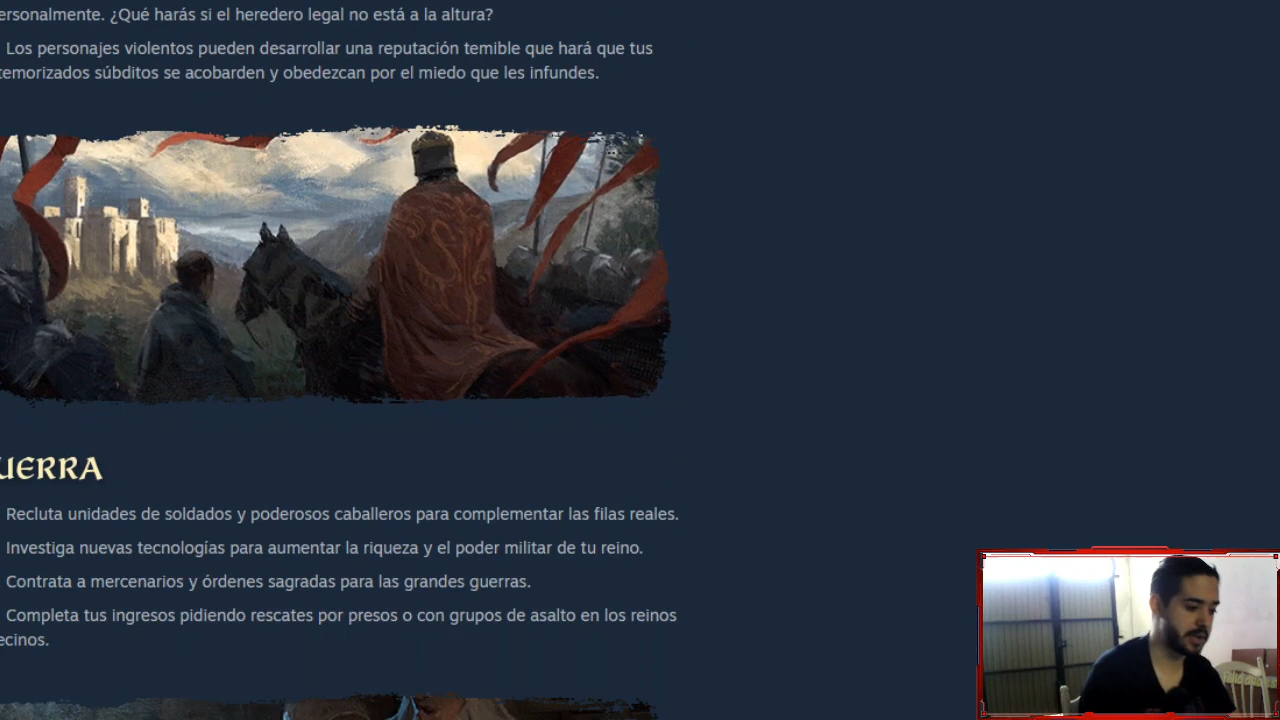 ersonalmente. ¿Qué harás si el heredero legal no está a la altura?
Los personajes violentos pueden desarrollar una reputación temible que hará que tus
temorizados súbditos se acobarden y obedezcan por el miedo que les infundes.
UERRA
Recluta unidades de soldados y poderosos caballeros para complementar las filas reales.
Investiga nuevas tecnologías para aumentar la riqueza y el poder militar de tu reino.
Contrata a mercenarios y órdenes sagradas para las grandes guerras.
Completa tus ingresos pidiendo rescates por presos o con grupos de asalto en los reinos
ecinos.